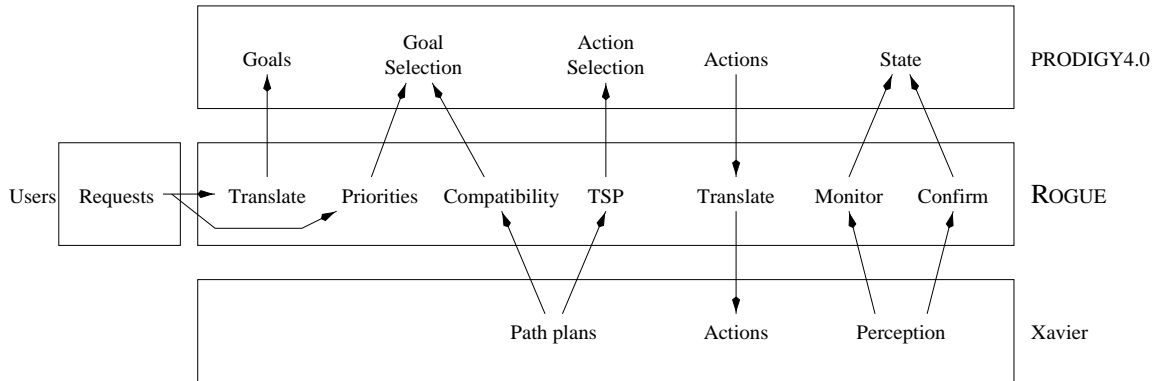 Goals
Goal
Selection
Action
Selection
Actions
State
PRODIGY4.0
Users
Requests
Translate
Priorities
Compatibility
TSP
Translate
Monitor
Confirm
ROGUE
Path plans
Actions
Perception
Xavier